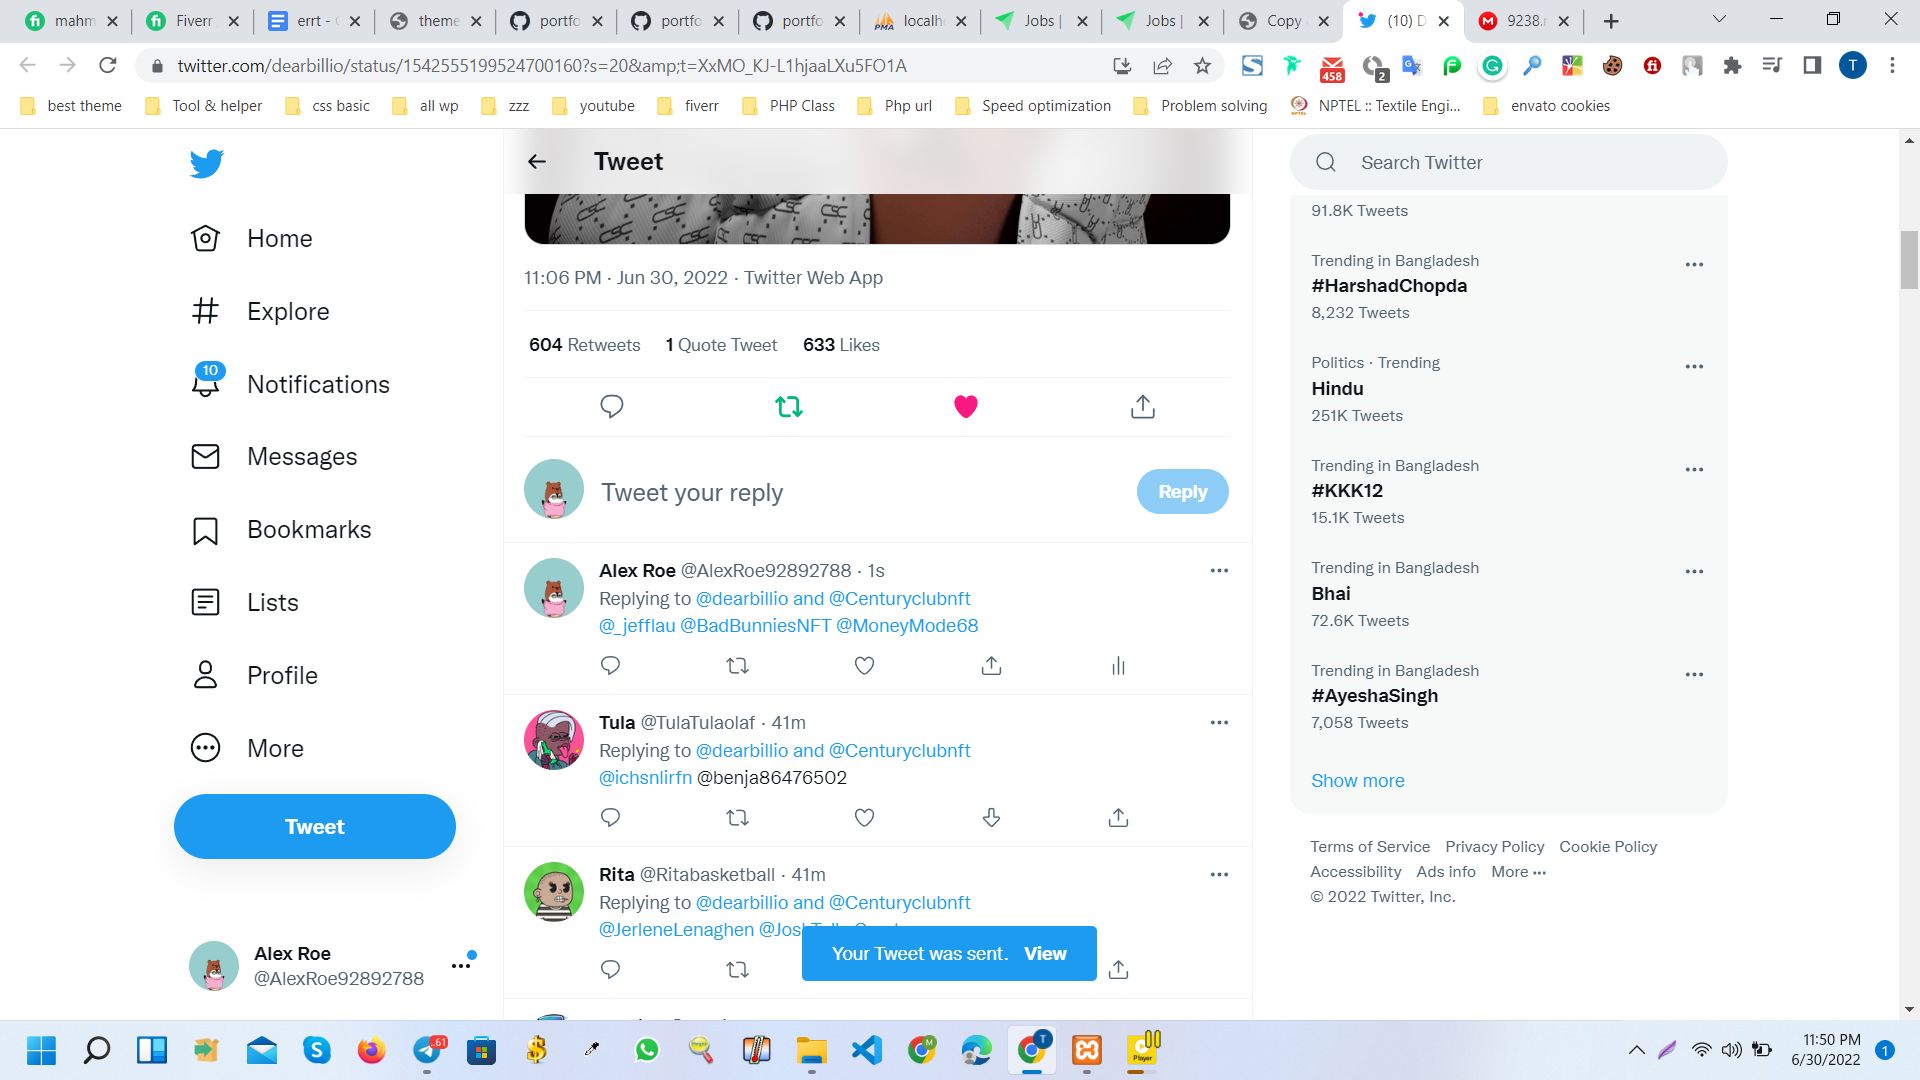 mahm
Fiverr
errt - 
theme
portfo
portfo
portfo
localh
Jobs |
Jobs |
Copy
(10) D
9238.r
twitter.com/dearbillio/status/1542555199524700160?s=20&amp;t=XxMO_KJ-L1hjaaLXu5FO1A
458
2
T
best theme
Tool & helper
css basic
all wp
zzz
youtube
fiverr
PHP Class
Php url
Speed optimization
Problem solving
NPTEL :: Textile Engi...
envato cookies
Home
Explore
10
Notifications
Messages
Bookmarks
Lists
Profile
More
Tweet
Alex Roe
@AlexRoe92892788
Tweet
11:06 PM · Jun 30, 2022 · Twitter Web App
604 Retweets 1 Quote Tweet 633 Likes
Tweet your reply
Reply
Alex Roe @AlexRoe92892788 · 1s
Replying to @dearbillio and @Centuryclubnft
@_jefflau @BadBunniesNFT @MoneyMode68
Tula @TulaTulaolaf · 41m
Replying to @dearbillio and @Centuryclubnft
@ichsnlirfn @benja86476502
Rita @Ritabasketball · 41m
Replying to @dearbillio and @Centuryclubnft
@JerleneLenaghen
Your Tweet was sent. View
Search Twitter
91.8K Tweets
Trending in Bangladesh
#HarshadChopda
8,232 Tweets
Politics · Trending
Hindu
251K Tweets
Trending in Bangladesh
#KKK12
15.1K Tweets
Trending in Bangladesh
Bhai
72.6K Tweets
Trending in Bangladesh
#AyeshaSingh
7,058 Tweets
Show more
Terms of Service Privacy Policy Cookie Policy
Accessibility Ads info More ···
© 2022 Twitter, Inc.
11:50 PM
6/30/2022
1